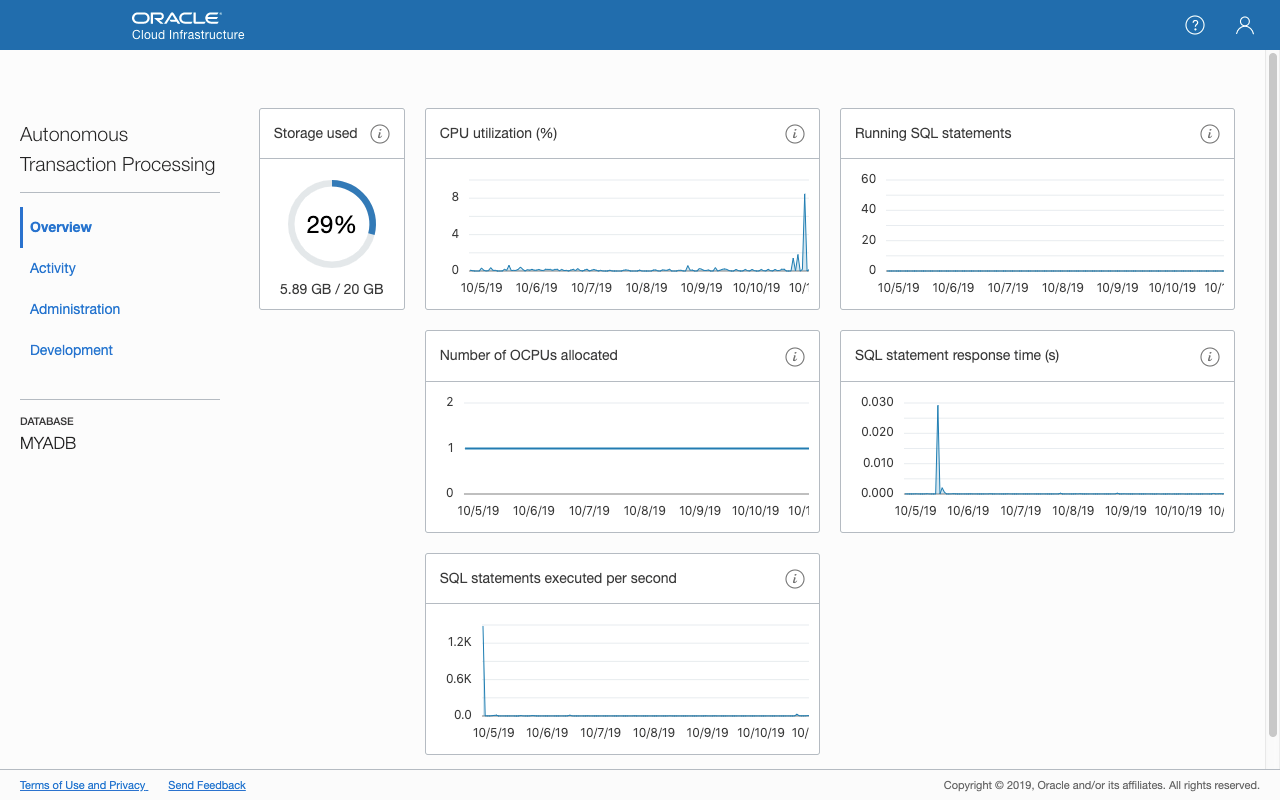 ORACLE
Cloud Infrastructure
Autonomous
Transaction Processing
Overview
Activity
Administration
Development
DATABASE
MYADB
Storage used
29%
5.89 GB / 20 GB
CPU utilization (%)
8
4
0
10/5/19 10/6/19 10/7/19 10/8/19 10/9/19 10/10/19 10/1
Running SQL statements
60
40
20
0
10/5/19 10/6/19 10/7/19 10/8/19 10/9/19 10/10/19 10/
Number of OCPUs allocated
2
1
0
10/5/19 10/6/19 10/7/19 10/8/19 10/9/19 10/10/19 10/1
SQL statement response time (s)
0.030
0.020
0.010
0.000
10/5/19 10/6/19 10/7/19 10/8/19 10/9/19 10/10/19 10/
SQL statements executed per second
1.2K
0.6K
0.0
10/5/19 10/6/19 10/7/19 10/8/19 10/9/19 10/10/19 10/
Terms of Use and Privacy Send Feedback
Copyright © 2019, Oracle and/or its affiliates. All rights reserved.